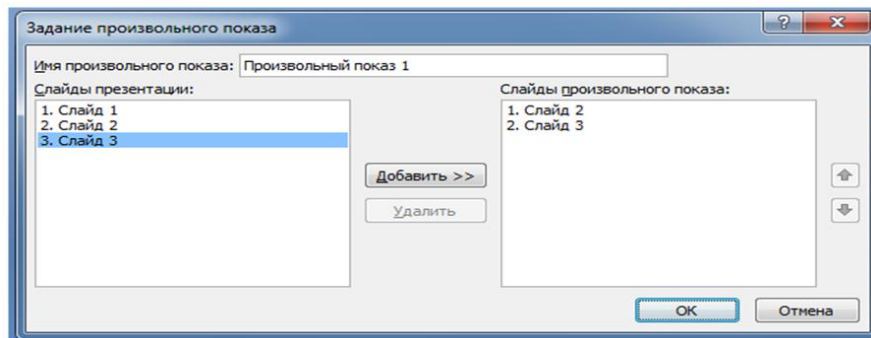 Задание произвольного показа
Имя произвольного показа: Произвольный показ 1
Слайды презентации:
1. Слайд 1
2. Слайд 2
3. Слайд 3
Добавить >>
Удалить
Слайды произвольного показа:
1. Слайд 2
2. Слайд 3
ОК
Отмена